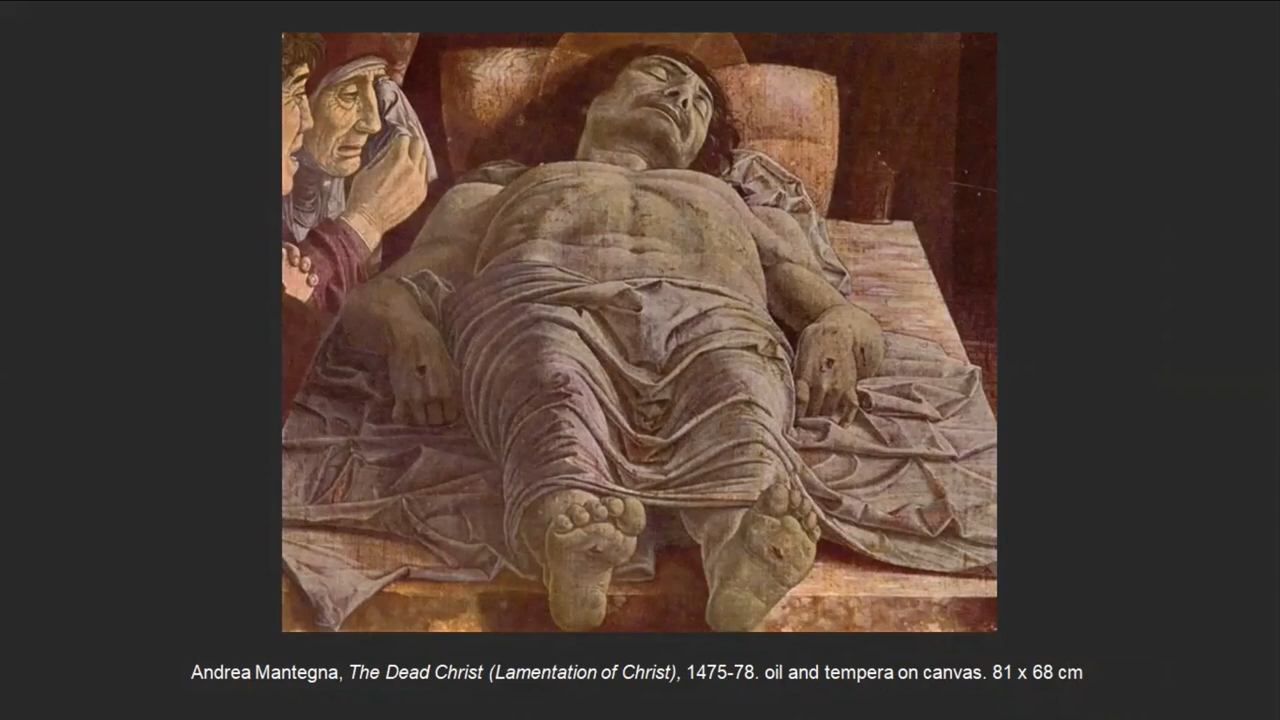 Andrea Mantegna, The Dead Christ (Lamentation of Christ), 1475-78. oil and tempera on canvas. 81 x 68 cm